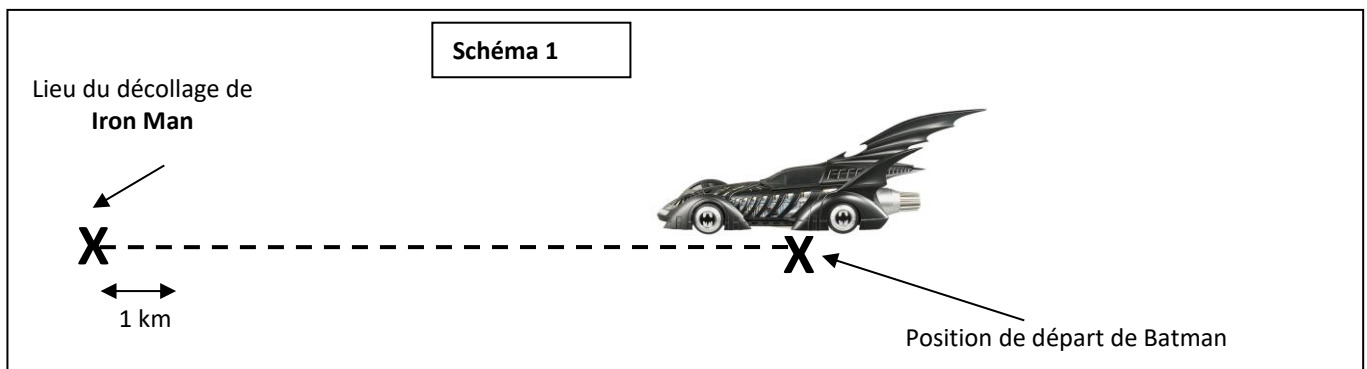 Schéma 1
Lieu du décollage de
Iron Man
X
X
1 km
Position de départ de Batman